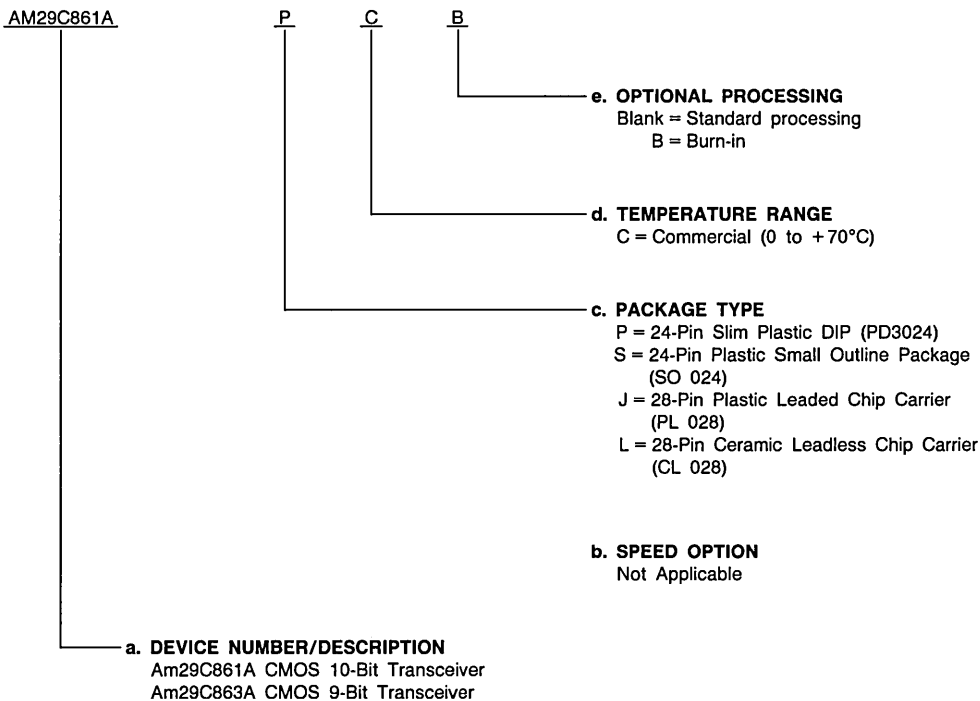 AM29C861A P C B
e. OPTIONAL PROCESSING
Blank = Standard processing
B = Burn-in
d. TEMPERATURE RANGE
C = Commercial (0 to +70°C)
c. PACKAGE TYPE
P = 24-Pin Slim Plastic DIP (PD3024)
S = 24-Pin Plastic Small Outline Package
(SO 024)
J = 28-Pin Plastic Leaded Chip Carrier
(PL 028)
L = 28-Pin Ceramic Leadless Chip Carrier
(CL 028)
b. SPEED OPTION
Not Applicable
a. DEVICE NUMBER/DESCRIPTION
Am29C861A CMOS 10-Bit Transceiver
Am29C863A CMOS 9-Bit Transceiver